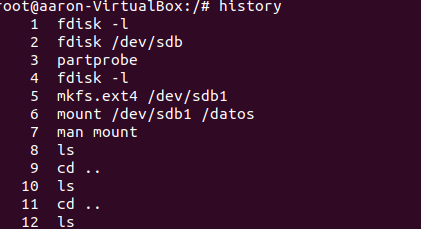 root@aaron-VirtualBox:/# history
1 fdisk -l
2 fdisk /dev/sdb
3 partprobe
4 fdisk -l
5 mkfs.ext4 /dev/sdb1
6 mount /dev/sdb1 /datos
7 man mount
8 ls
9 cd ..
10 ls
11 cd ..
12 ls